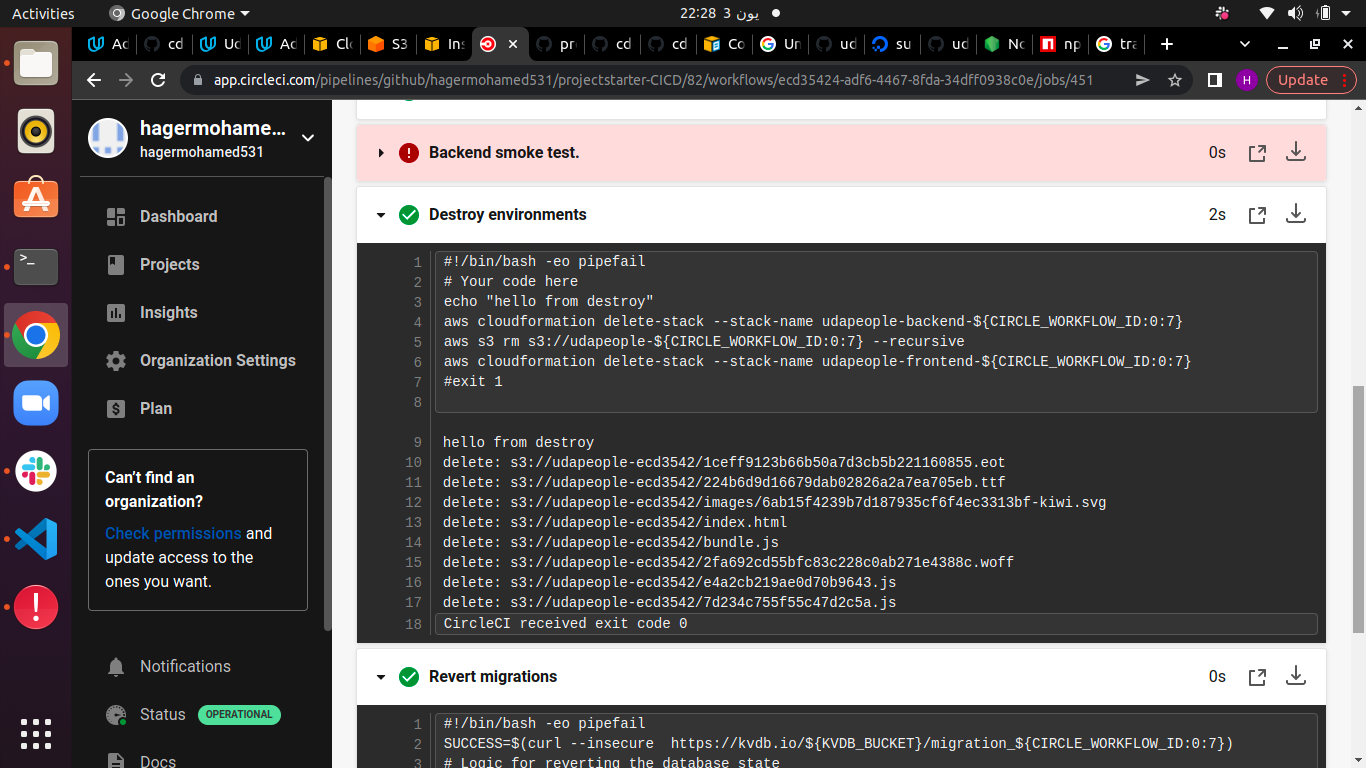 Activities
Google Chrome
22:28 3 يون
Ad
cd
Ud
Ad
Clo
S3
Ins
pr
cd
cd
Co
Un
ud
su
ud
No
np
tra
app.circleci.com/pipelines/github/hagermohamed531/projectstarter-CICD/82/workflows/ecd35424-adf6-4467-8fda-34dff0938c0e/jobs/451
H
Update
hagermohame...
hagermohamed531
Dashboard
Projects
Insights
Organization Settings
Plan
Can't find an
organization?
Check permissions and
update access to the
ones you want.
Notifications
Status OPERATIONAL
Docs
Backend smoke test. 0s
Destroy environments 2s
1 #!/bin/bash -eo pipefail
2 # Your code here
3 echo "hello from destroy"
4 aws cloudformation delete-stack --stack-name udapeople-backend-${CIRCLE_WORKFLOW_ID:0:7}
5 aws s3 rm s3://udapeople-${CIRCLE_WORKFLOW_ID:0:7} --recursive
6 aws cloudformation delete-stack --stack-name udapeople-frontend-${CIRCLE_WORKFLOW_ID:0:7}
7 #exit 1
8
9 hello from destroy
10 delete: s3://udapeople-ecd3542/1ceff9123b66b50a7d3cb5b221160855.eot
11 delete: s3://udapeople-ecd3542/224b6d9d16679dab02826a2a7ea705eb.ttf
12 delete: s3://udapeople-ecd3542/images/6ab15f4239b7d187935cf6f4ec3313bf-kiwi.svg
13 delete: s3://udapeople-ecd3542/index.html
14 delete: s3://udapeople-ecd3542/bundle.js
15 delete: s3://udapeople-ecd3542/2fa692cd55bfc83c228c0ab271e4388c.woff
16 delete: s3://udapeople-ecd3542/e4a2cb219ae0d70b9643.js
17 delete: s3://udapeople-ecd3542/7d234c755f55c47d2c5a.js
18 CircleCI received exit code 0
Revert migrations 0s
1 #!/bin/bash -eo pipefail
2 SUCCESS=$(curl --insecure  https://kvdb.io/${KVDB_BUCKET}/migration_${CIRCLE_WORKFLOW_ID:0:7})
3 # Logic for reverting the database state